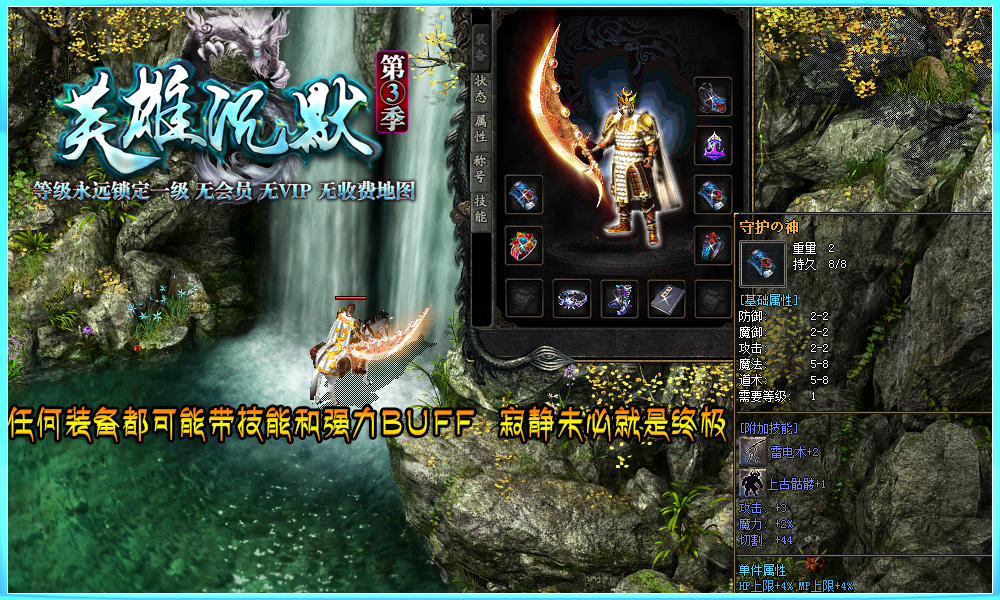 英雄沉默
第3季
等级永远锁定一级 无会员 无VIP 无收费地图
装备
状态
属性
称号
技能
任何装备都可能带技能和强力BUFF 寂静未必就是终极
守护の神
重量 2
持久 8/8
[基础属性]
防御: 2-2
魔御: 2-2
攻击: 2-2
魔法: 5-8
道术: 5-8
需要等级: 1
[附加技能]
雷电术+2
上古骷髅+1
攻击: +3
魔力: +2%
切割: +44
单件属性
HP上限+4% MP上限+4%